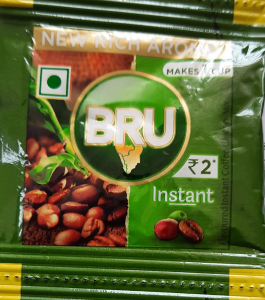 NEW RICH AROMA
MAKES 1 CUP
BRU
₹2*
Instant